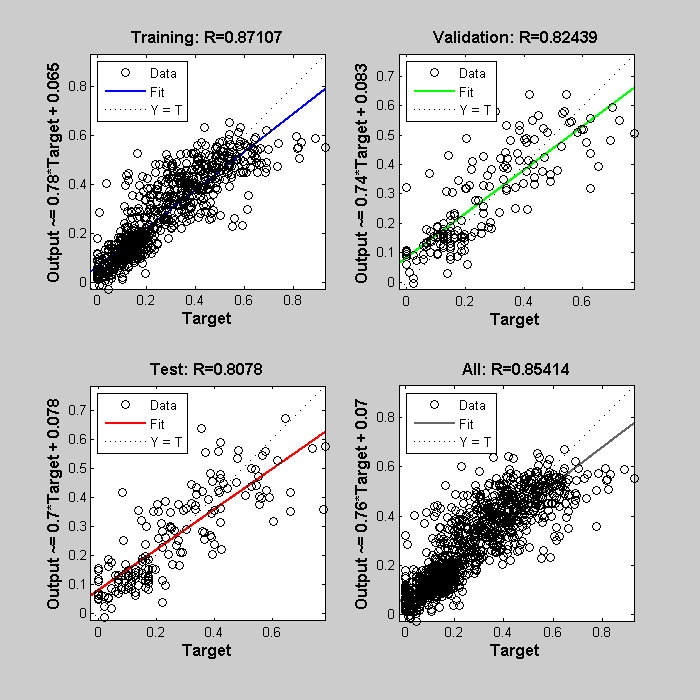 Training: R=0.87107
Output ~= 0.78*Target + 0.065
Data
Fit
Y = T
0.8
0.6
0.4
0.2
0
0 0.2 0.4 0.6 0.8
Target
Validation: R=0.82439
Output ~= 0.74*Target + 0.083
Data
Fit
Y = T
0.7
0.6
0.5
0.4
0.3
0.2
0.1
0
0 0.2 0.4 0.6
Target
Test: R=0.8078
Output ~= 0.7*Target + 0.078
Data
Fit
Y = T
0.7
0.6
0.5
0.4
0.3
0.2
0.1
0
0 0.2 0.4 0.6
Target
All: R=0.85414
Output ~= 0.76*Target + 0.07
Data
Fit
Y = T
0.8
0.6
0.4
0.2
0
0 0.2 0.4 0.6 0.8
Target